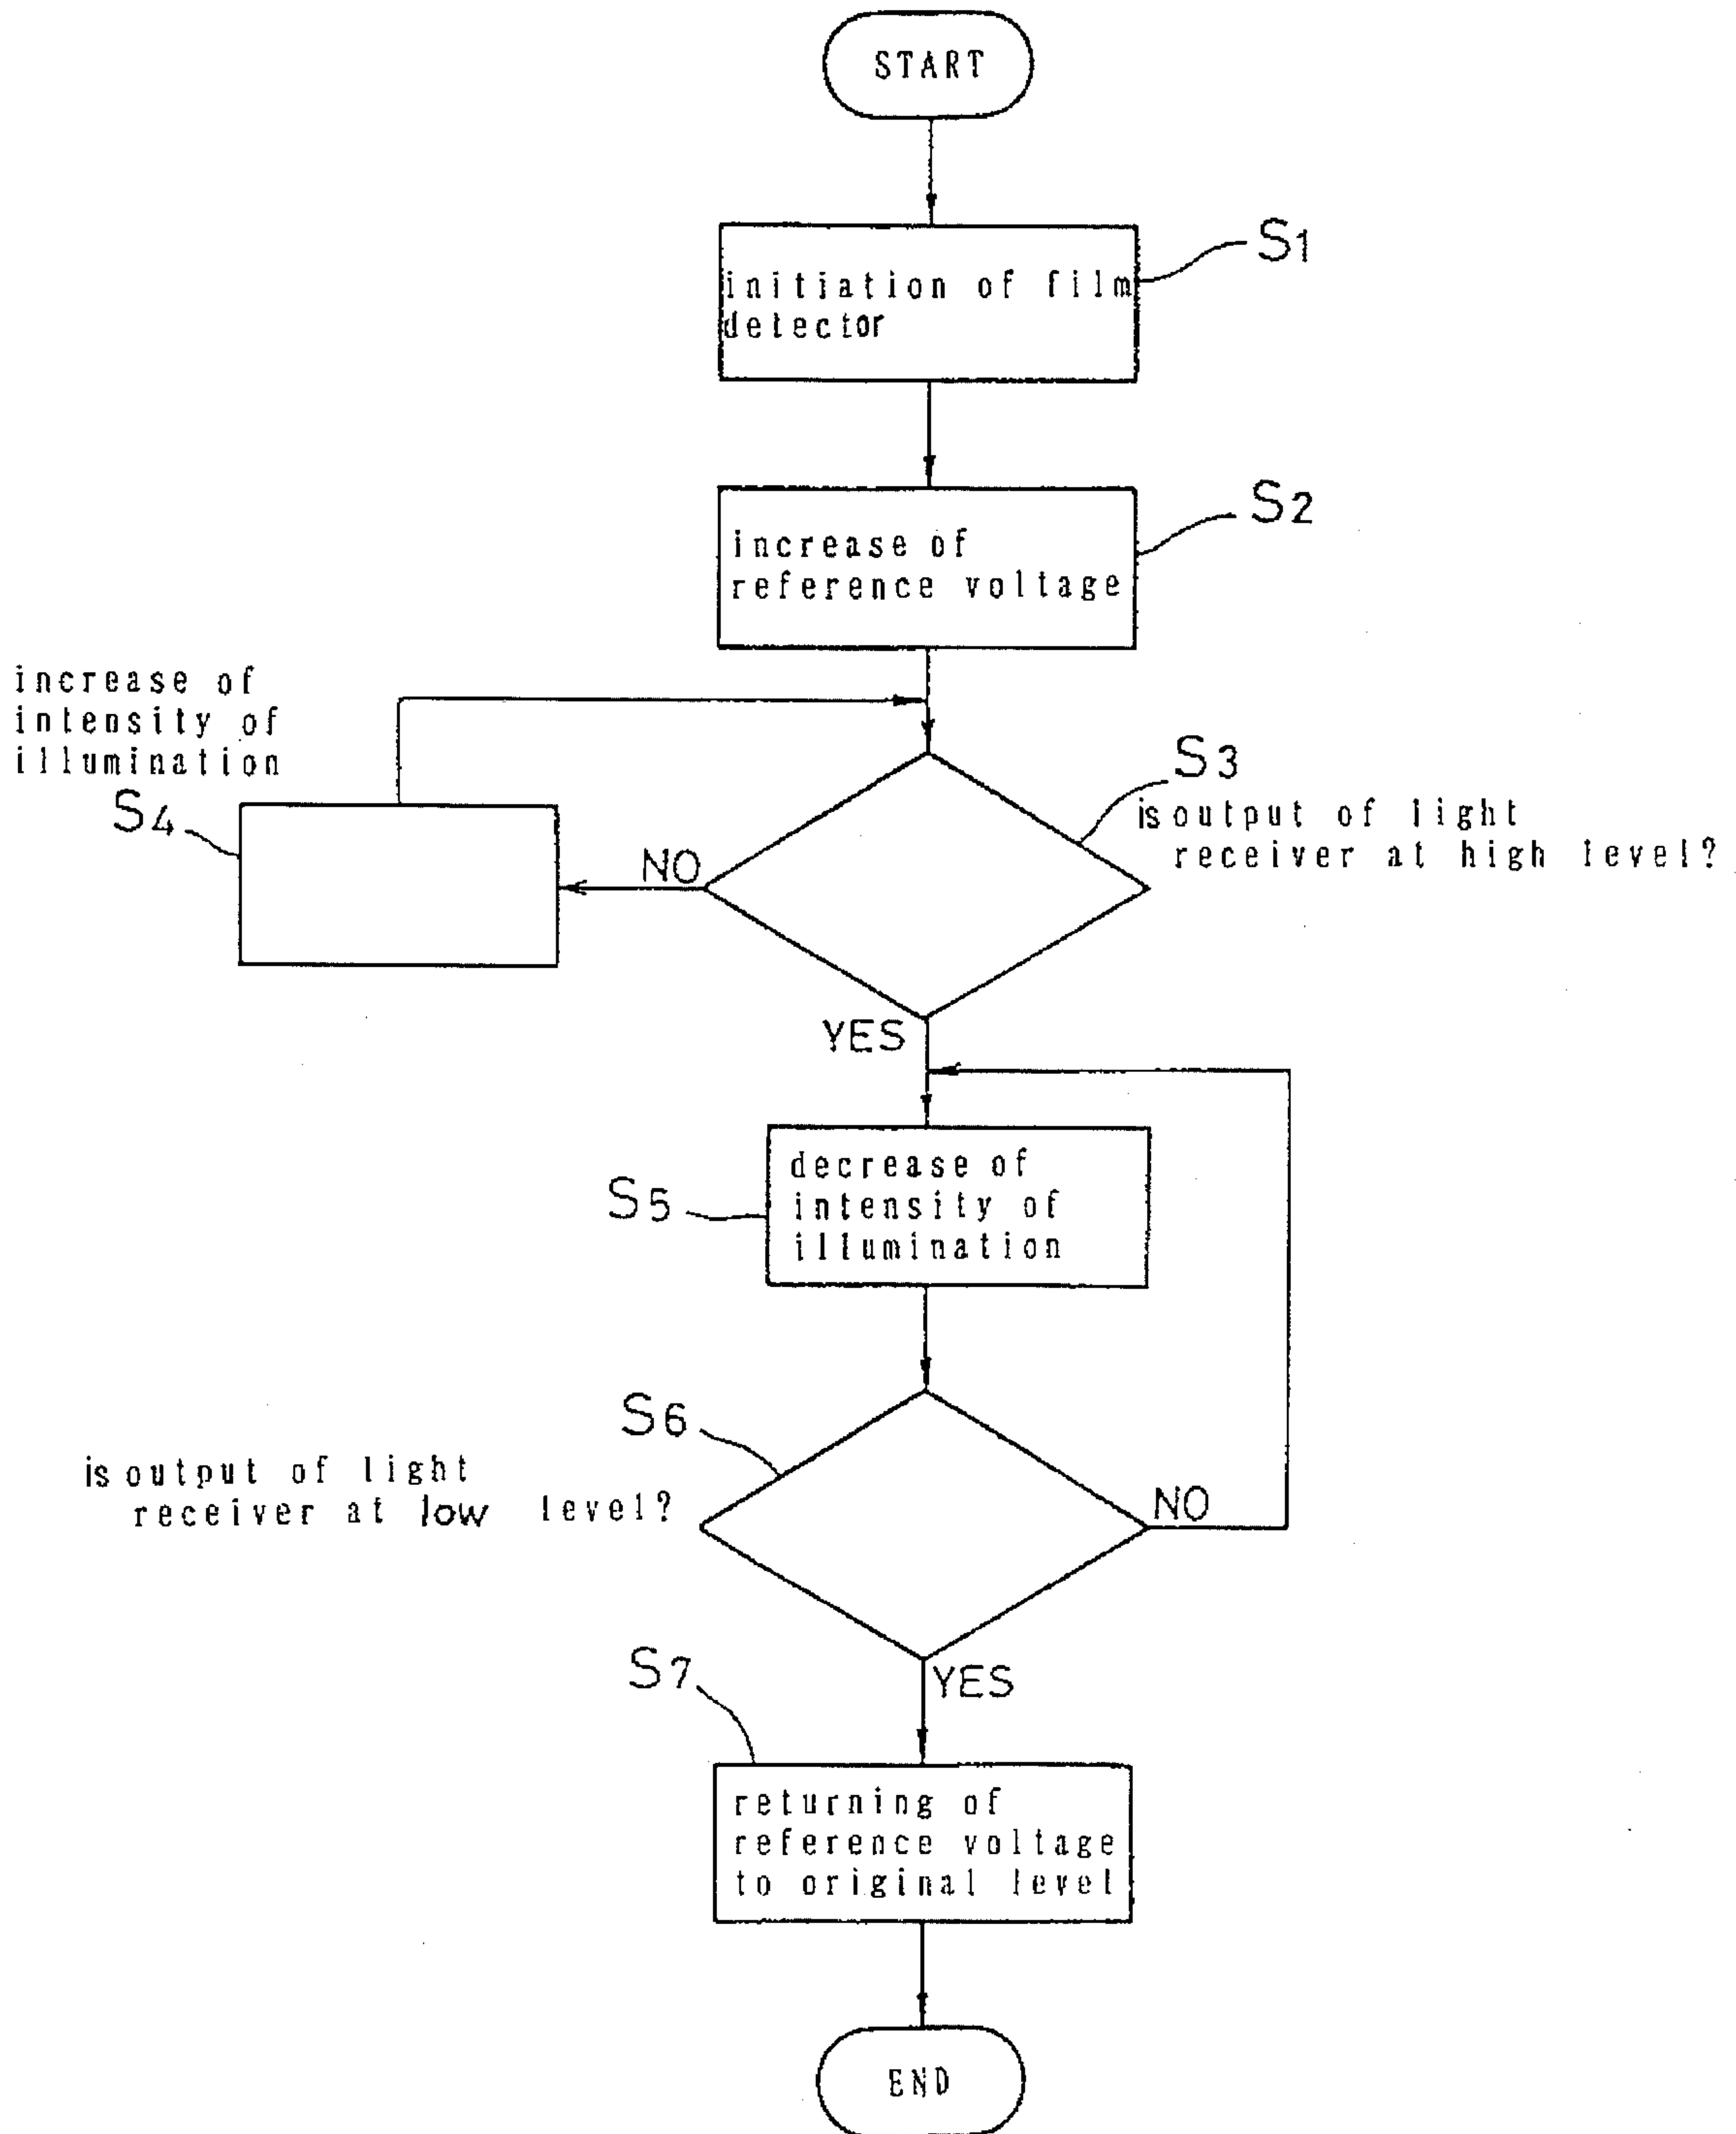 START
S1
initiation of film
detector
S2
increase of
reference voltage
increase of
intensity of
illumination
S4
S3
is output of light
receiver at high level?
NO
YES
decrease of
intensity of
illumination
S5
S6
is output of light
receiver at low level?
NO
YES
S7
returning of
reference voltage
to original level
END